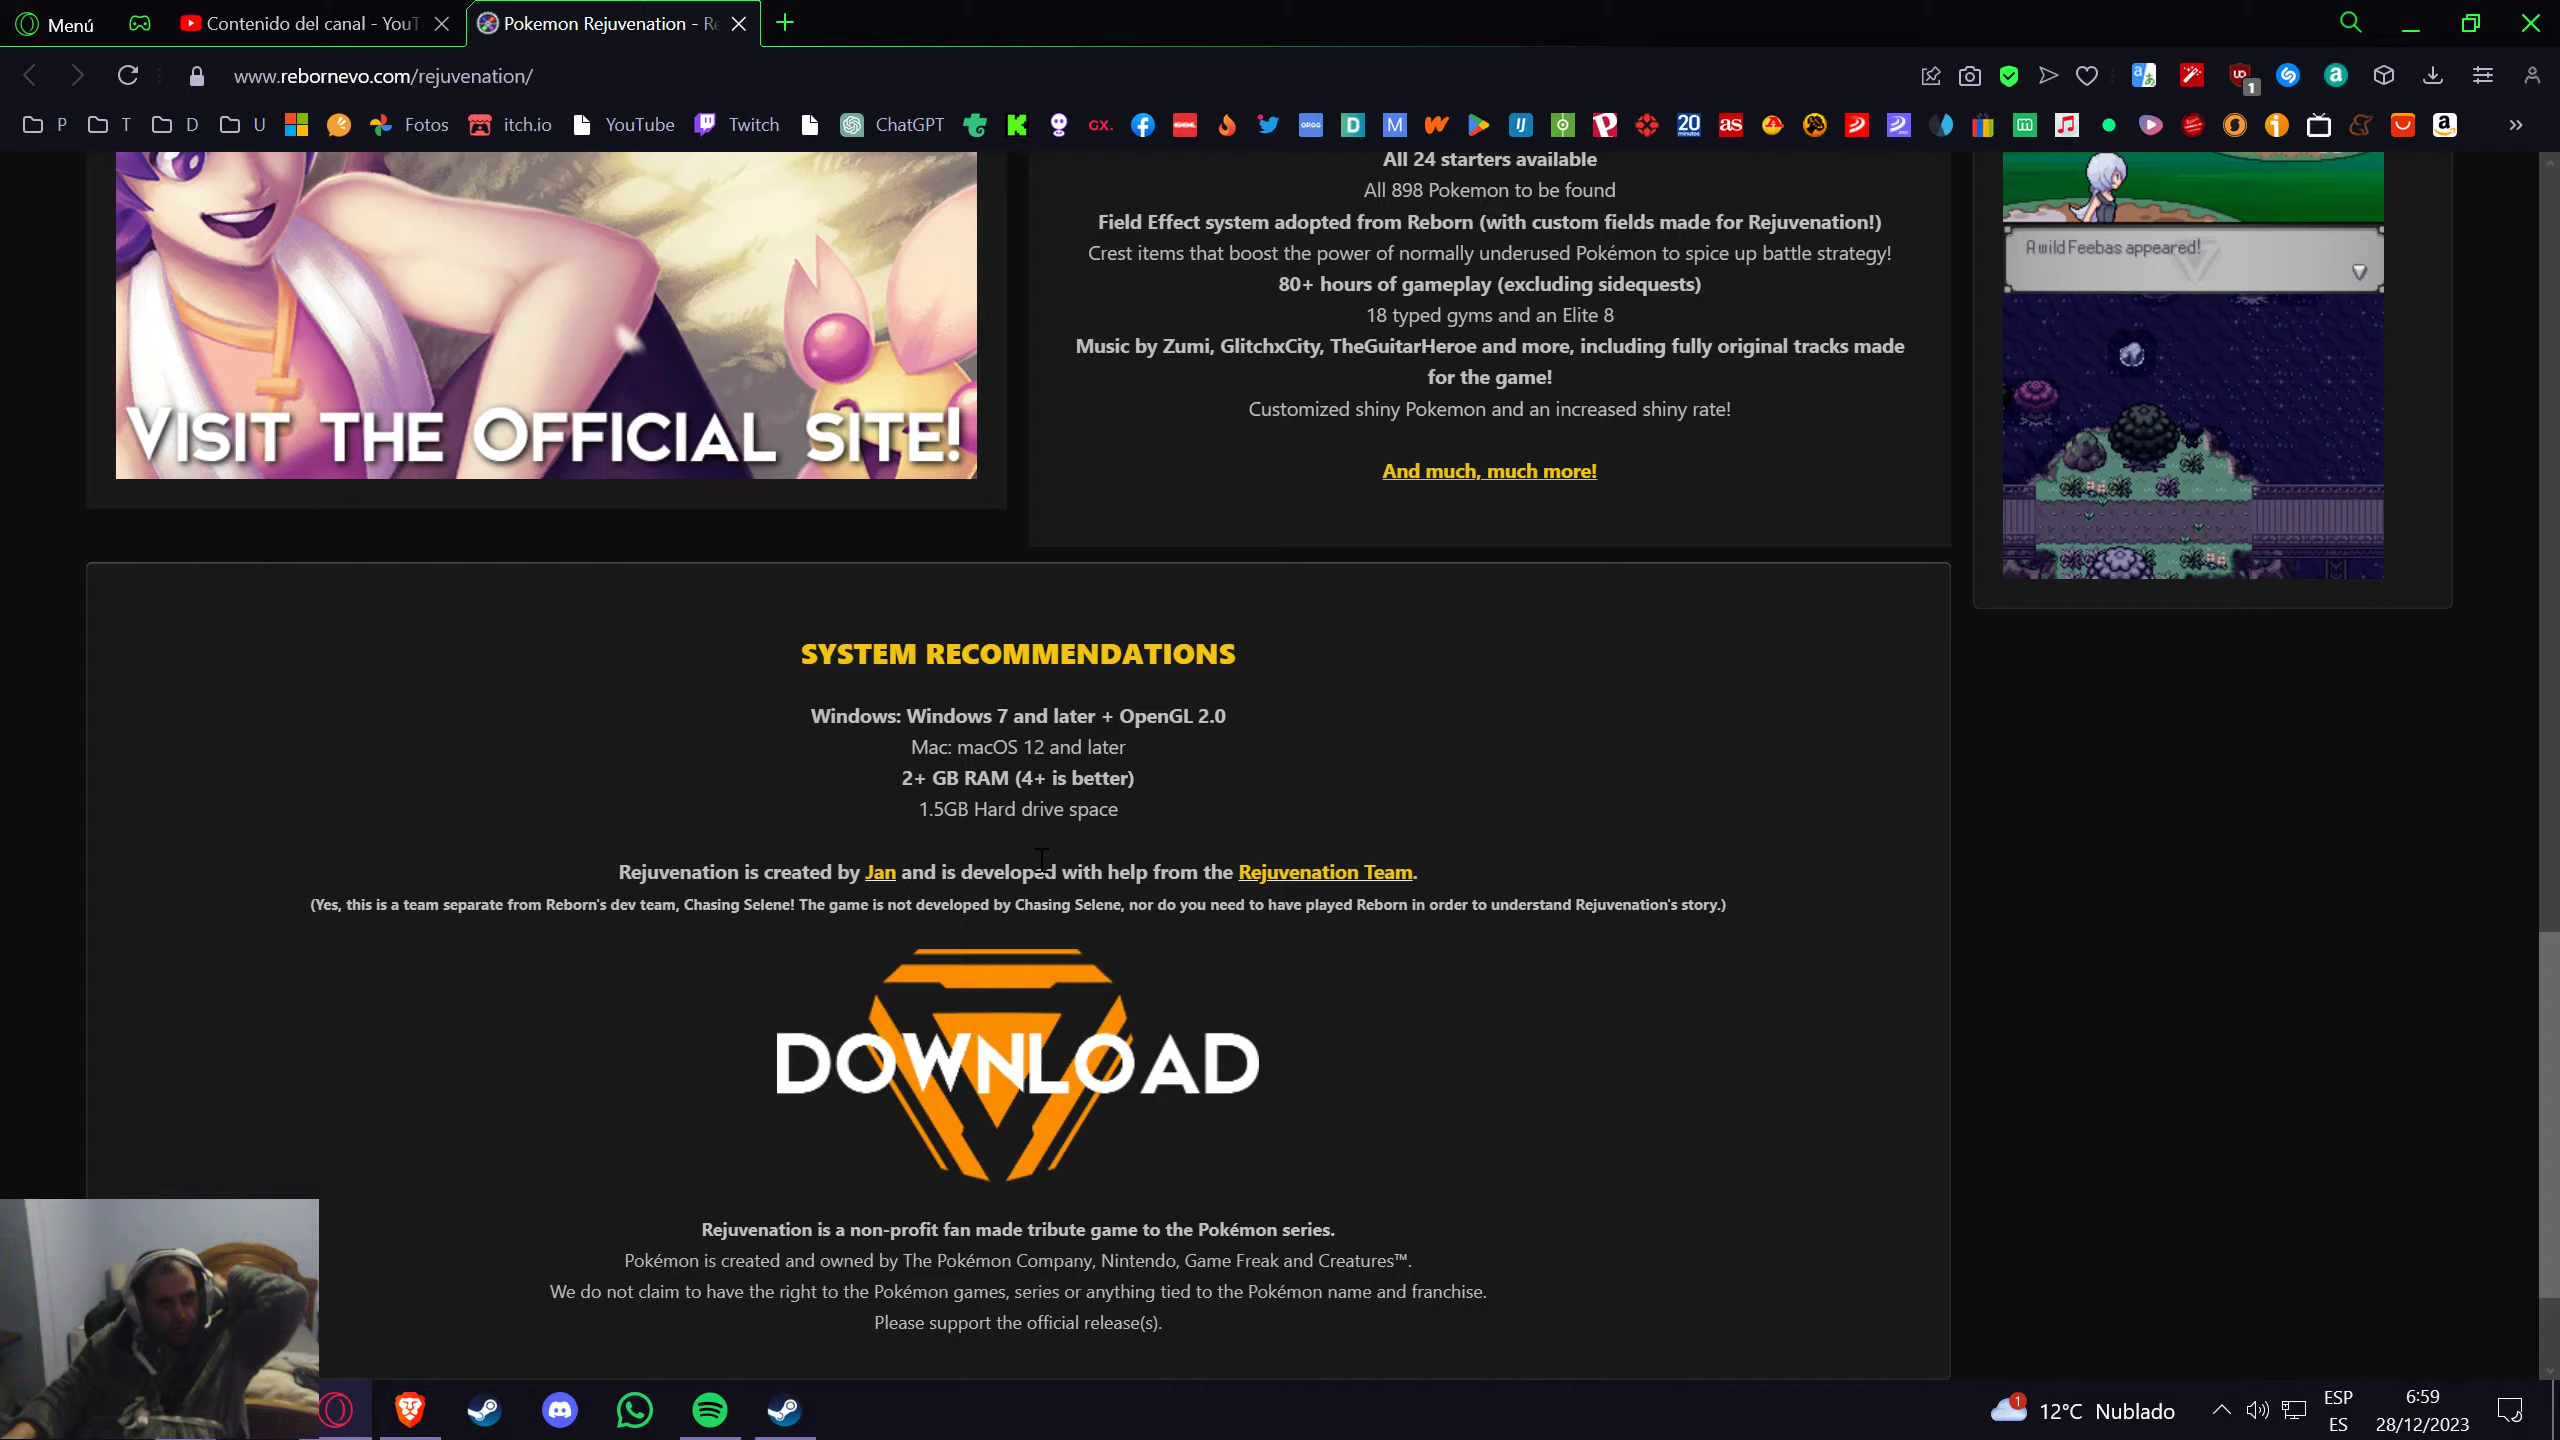 Menú
Contenido del canal - YouT
Pokemon Rejuvenation - Re
www.rebornevo.com/rejuvenation/
1
P
T
D
U
Fotos
itch.io
YouTube
Twitch
ChatGPT
GX.
20
as
All 24 starters available
All 898 Pokemon to be found
Field Effect system adopted from Reborn (with custom fields made for Rejuvenation!)
Crest items that boost the power of normally underused Pokémon to spice up battle strategy!
80+ hours of gameplay (excluding sidequests)
18 typed gyms and an Elite 8
Music by Zumi, GlitchxCity, TheGuitarHeroe and more, including fully original tracks made
for the game!
Customized shiny Pokemon and an increased shiny rate!
And much, much more!
VISIT THE OFFICIAL SITE!
A wild Feebas appeared!
SYSTEM RECOMMENDATIONS
Windows: Windows 7 and later + OpenGL 2.0
Mac: macOS 12 and later
2+ GB RAM (4+ is better)
1.5GB Hard drive space
Rejuvenation is created by Jan and is developed with help from the Rejuvenation Team.
(Yes, this is a team separate from Reborn's dev team, Chasing Selene! The game is not developed by Chasing Selene, nor do you need to have played Reborn in order to understand Rejuvenation's story.)
DOWNLOAD
Rejuvenation is a non-profit fan made tribute game to the Pokémon series.
Pokémon is created and owned by The Pokémon Company, Nintendo, Game Freak and Creatures™.
We do not claim to have the right to the Pokémon games, series or anything tied to the Pokémon name and franchise.
Please support the official release(s).
1
12°C Nublado
ESP
ES
6:59
28/12/2023